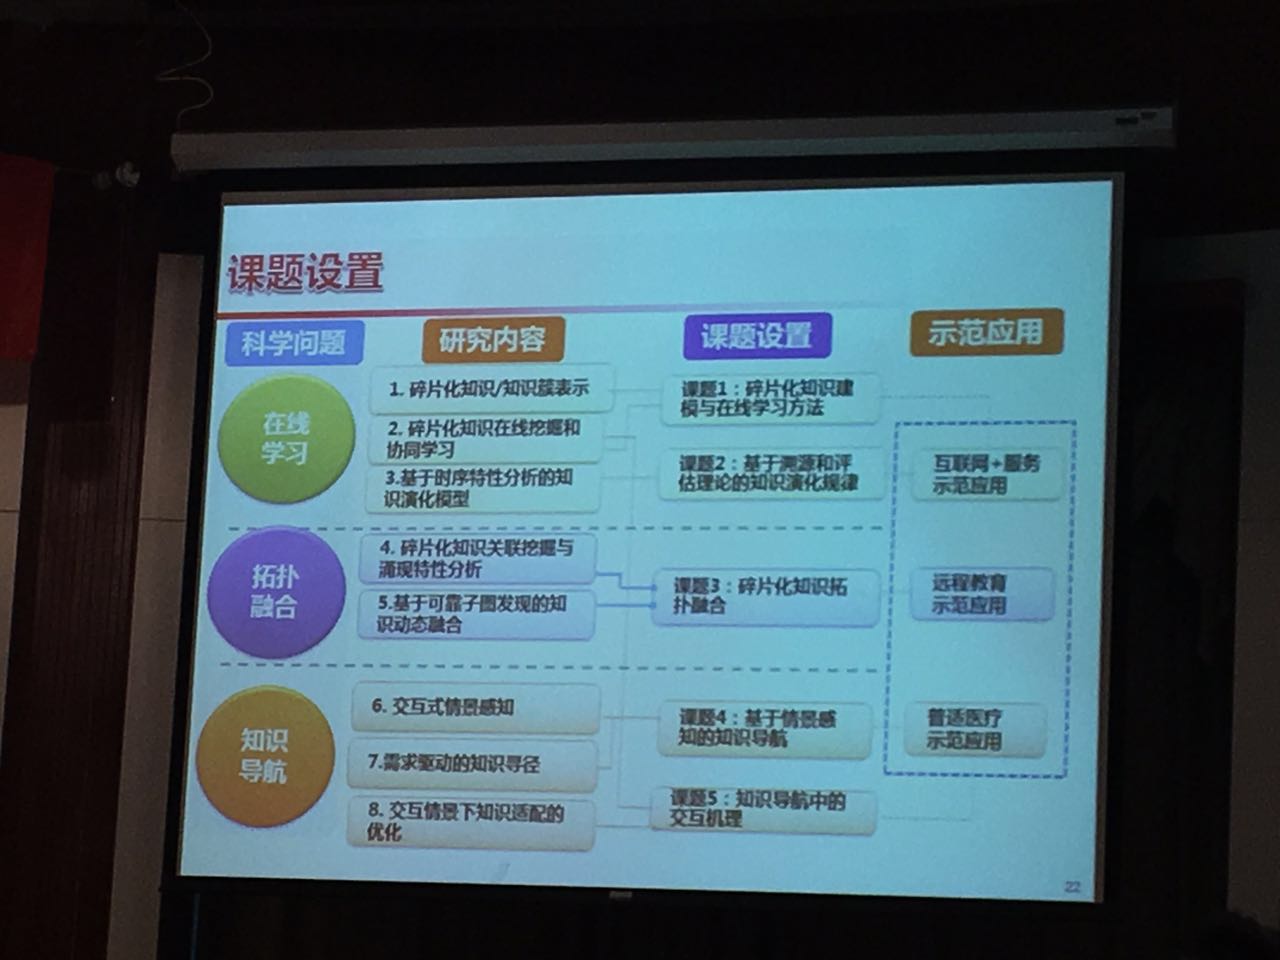 课题设置
科学问题
研究内容
课题设置
示范应用
在线
学习
1. 碎片化知识/知识簇表示
2. 碎片化知识在线挖掘和
协同学习
3.基于时序特性分析的知
识演化模型
课题1：碎片化知识建
模与在线学习方法
课题2：基于溯源和评
估理论的知识演化规律
互联网+服务
示范应用
拓扑
融合
4. 碎片化知识关联挖掘与
涌现特性分析
5.基于可靠子图发现的知
识动态融合
课题3：碎片化知识拓
扑融合
远程教育
示范应用
知识
导航
6. 交互式情景感知
7.需求驱动的知识寻径
8. 交互情景下知识适配的
优化
课题4：基于情景感
知的知识导航
课题5：知识导航中的
交互机理
普适医疗
示范应用
22